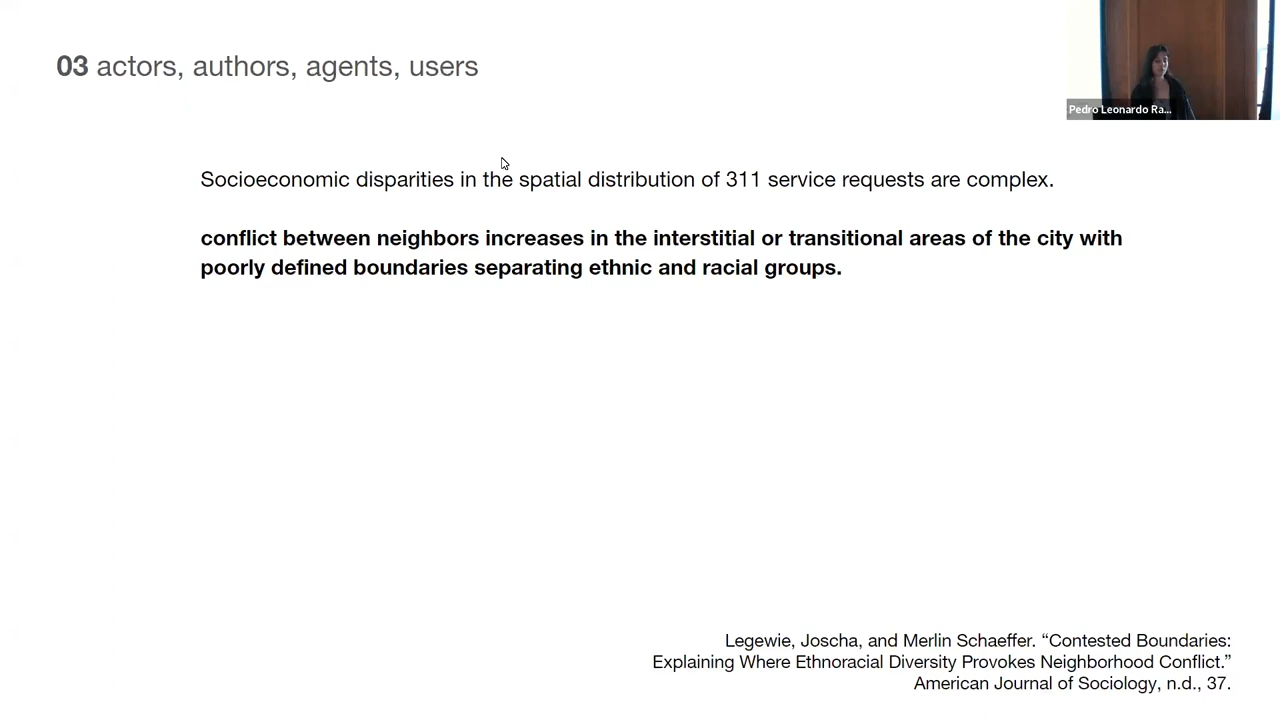 03 actors, authors, agents, users
Pedro Leonardo Ra...
Socioeconomic disparities in the spatial distribution of 311 service requests are complex.
conflict between neighbors increases in the interstitial or transitional areas of the city with
poorly defined boundaries separating ethnic and racial groups.
Legewie, Joscha, and Merlin Schaeffer. “Contested Boundaries:
Explaining Where Ethnoracial Diversity Provokes Neighborhood Conflict.”
American Journal of Sociology, n.d., 37.